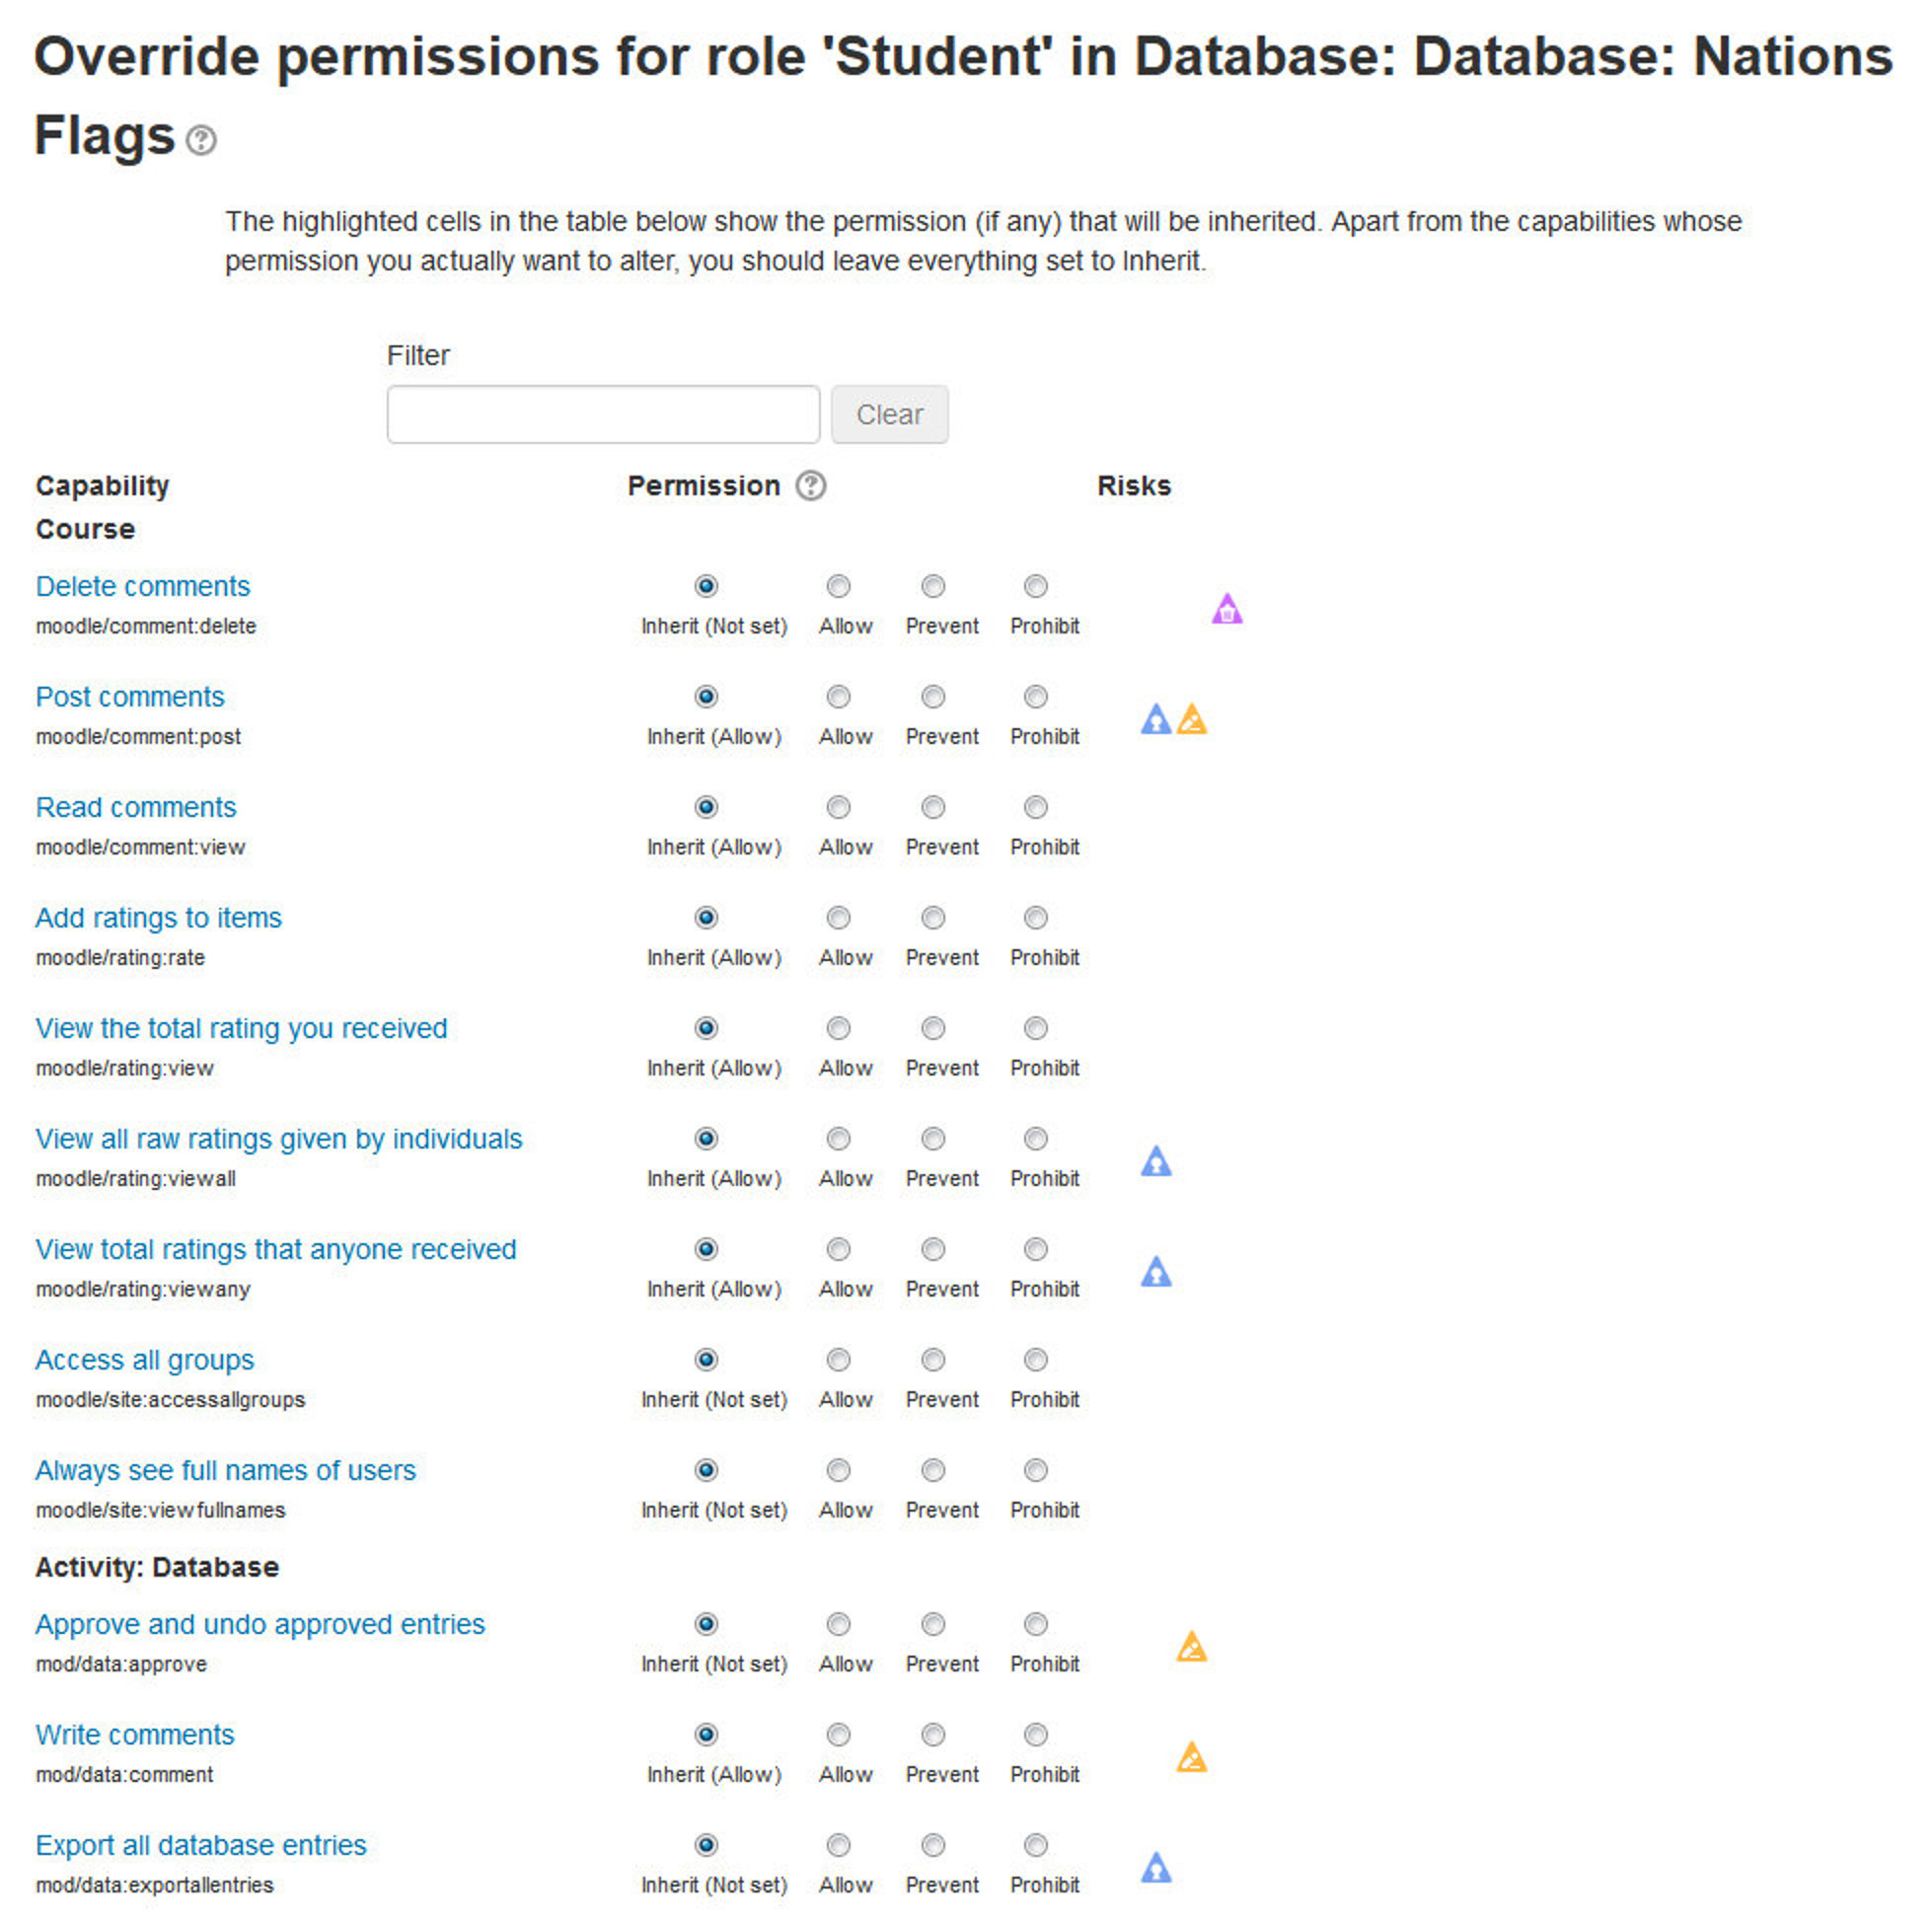 Override permissions for role 'Student' in Database: Database: Nations
Flags
The highlighted cells in the table below show the permission (if any) that will be inherited. Apart from the capabilities whose
permission you actually want to alter, you should leave everything set to Inherit.
Filter
Clear
Capability Permission Risks
Course
Delete comments
moodle/comment:delete Inherit (Not set) Allow Prevent Prohibit
Post comments
moodle/comment:post Inherit (Allow) Allow Prevent Prohibit
Read comments
moodle/comment:view Inherit (Allow) Allow Prevent Prohibit
Add ratings to items
moodle/rating:rate Inherit (Allow) Allow Prevent Prohibit
View the total rating you received
moodle/rating:view Inherit (Allow) Allow Prevent Prohibit
View all raw ratings given by individuals
moodle/rating:viewall Inherit (Allow) Allow Prevent Prohibit
View total ratings that anyone received
moodle/rating:viewany Inherit (Allow) Allow Prevent Prohibit
Access all groups
moodle/site:accessallgroups Inherit (Not set) Allow Prevent Prohibit
Always see full names of users
moodle/site:viewfullnames Inherit (Not set) Allow Prevent Prohibit
Activity: Database
Approve and undo approved entries
mod/data:approve Inherit (Not set) Allow Prevent Prohibit
Write comments
mod/data:comment Inherit (Allow) Allow Prevent Prohibit
Export all database entries
mod/data:exportallentries Inherit (Not set) Allow Prevent Prohibit